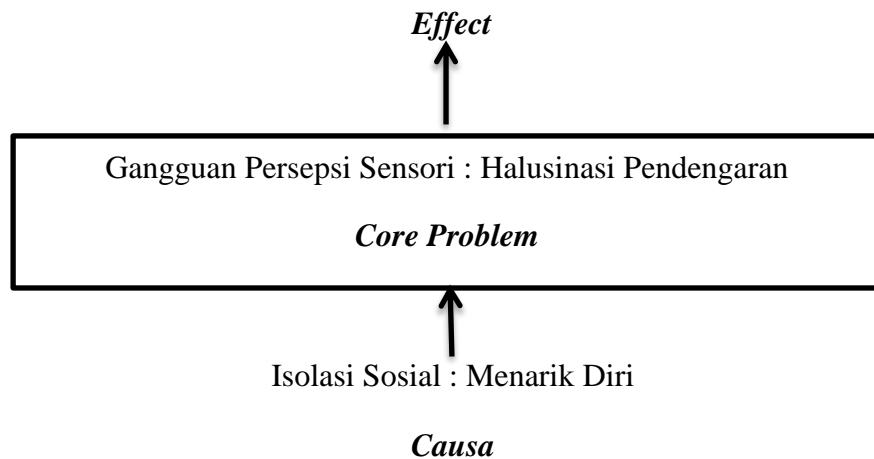 Effect
Gangguan Persepsi Sensori : Halusinasi Pendengaran
Core Problem
Isolasi Sosial : Menarik Diri
Causa